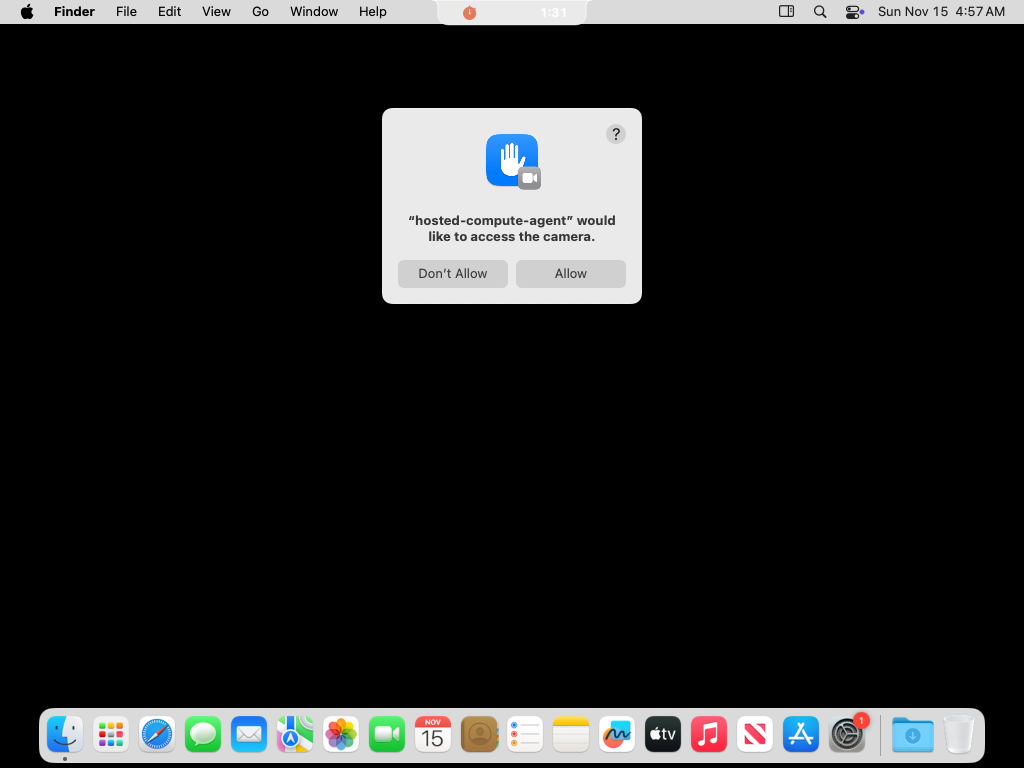 Finder File Edit View Go Window Help 1:31 Sun Nov 15 4:57 AM
?
“hosted-compute-agent” would
like to access the camera.
Don’t Allow Allow
NOV
15
tv
1